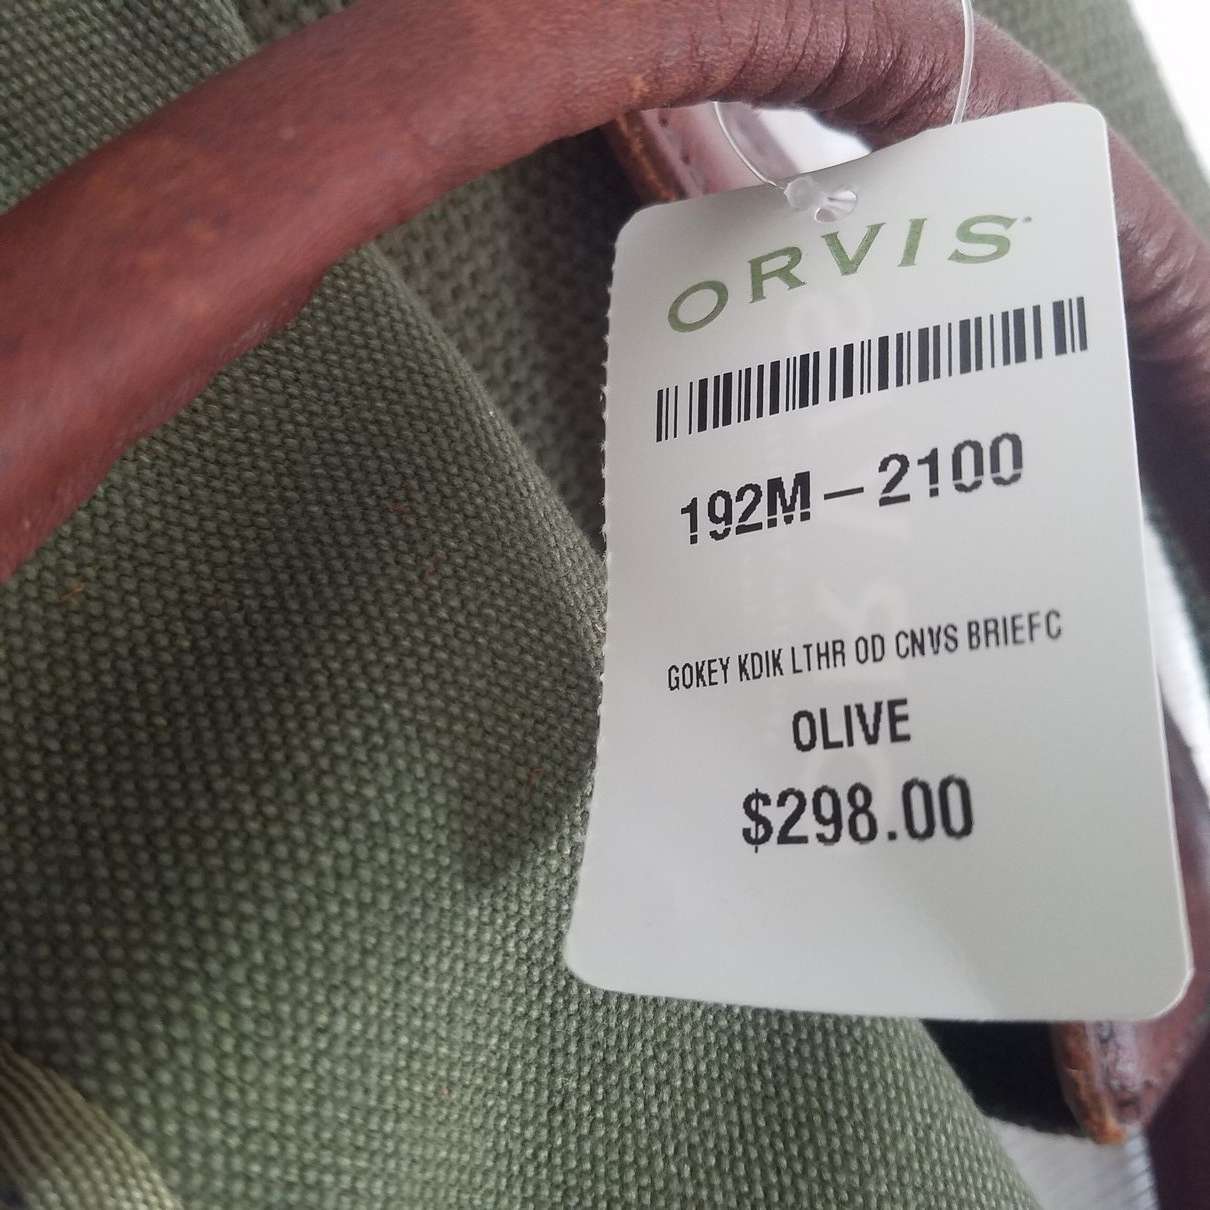 ORVIS
192M-2100
GOKEY KDIK LTHR OD CNVS BRIEFC
OLIVE
$298.00